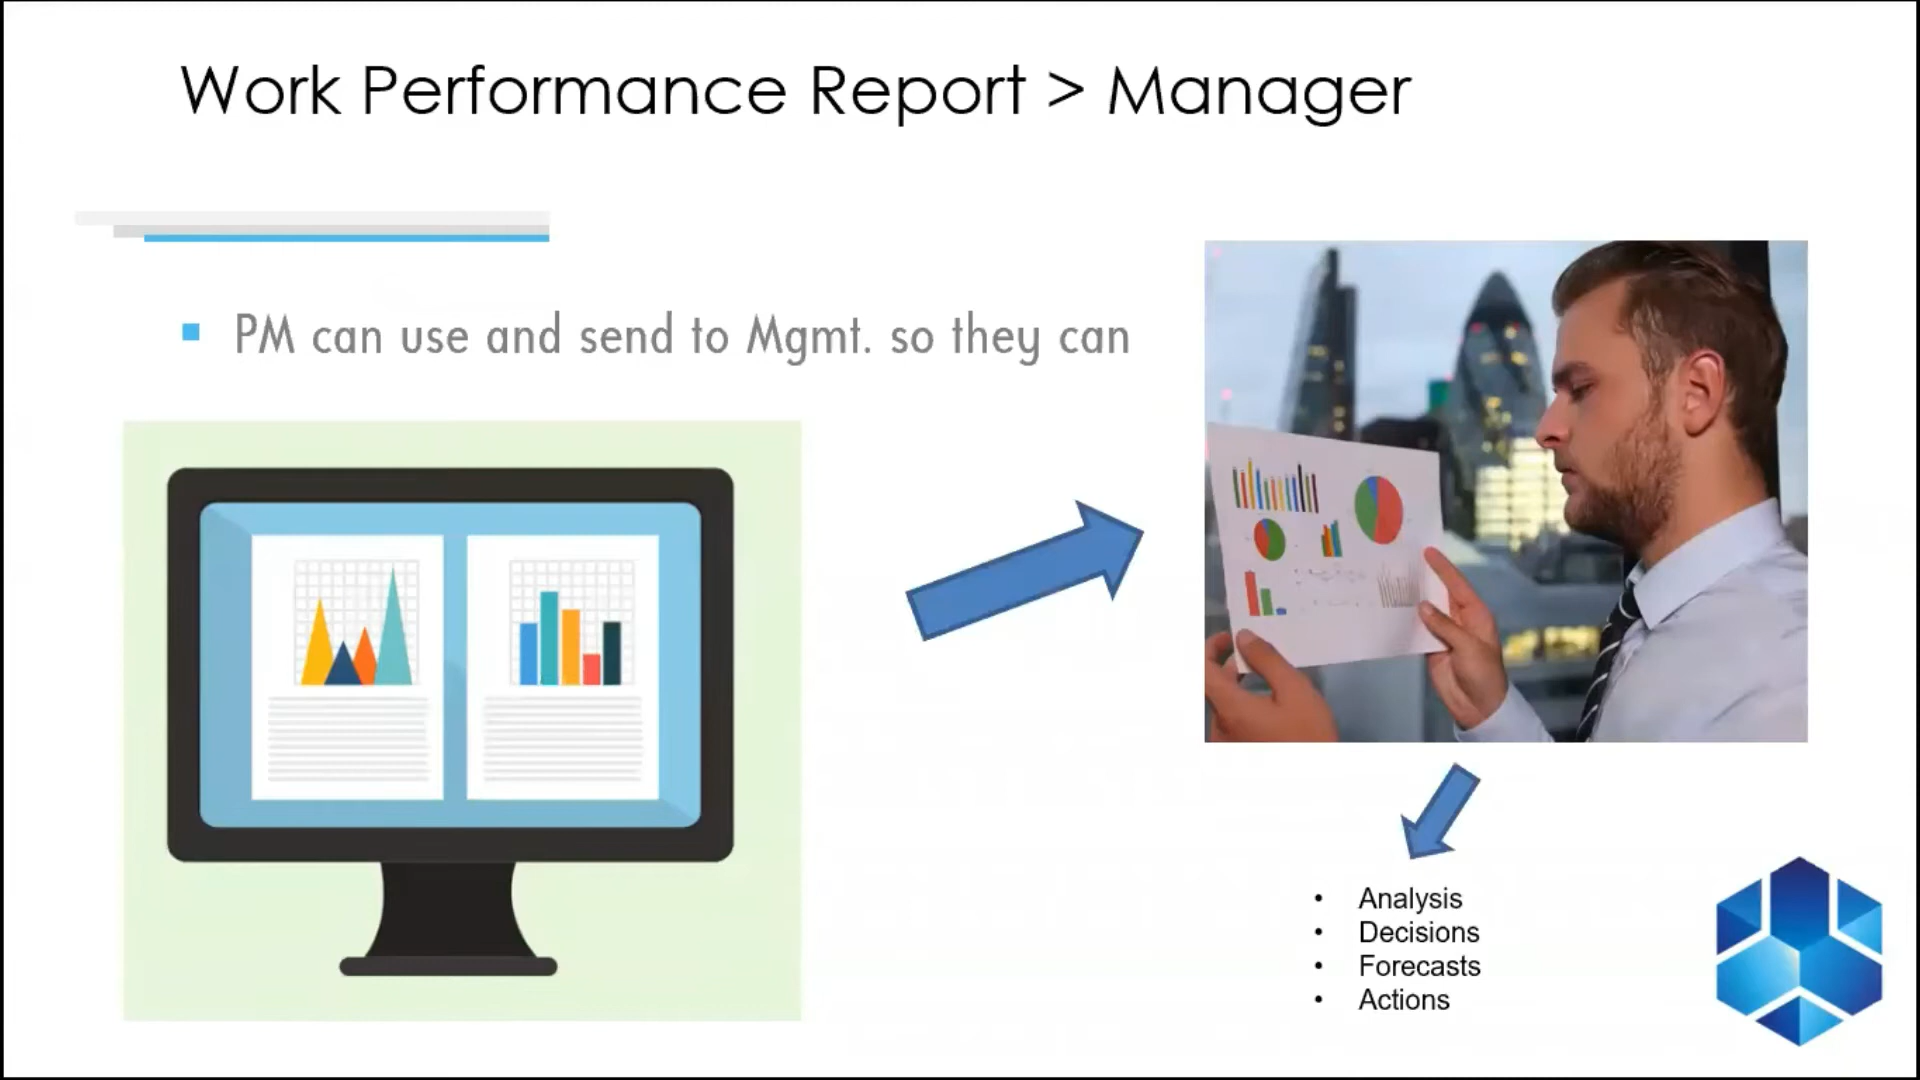 Work Performance Report > Manager
PM can use and send to Mgmt. so they can
• Analysis
• Decisions
• Forecasts
• Actions